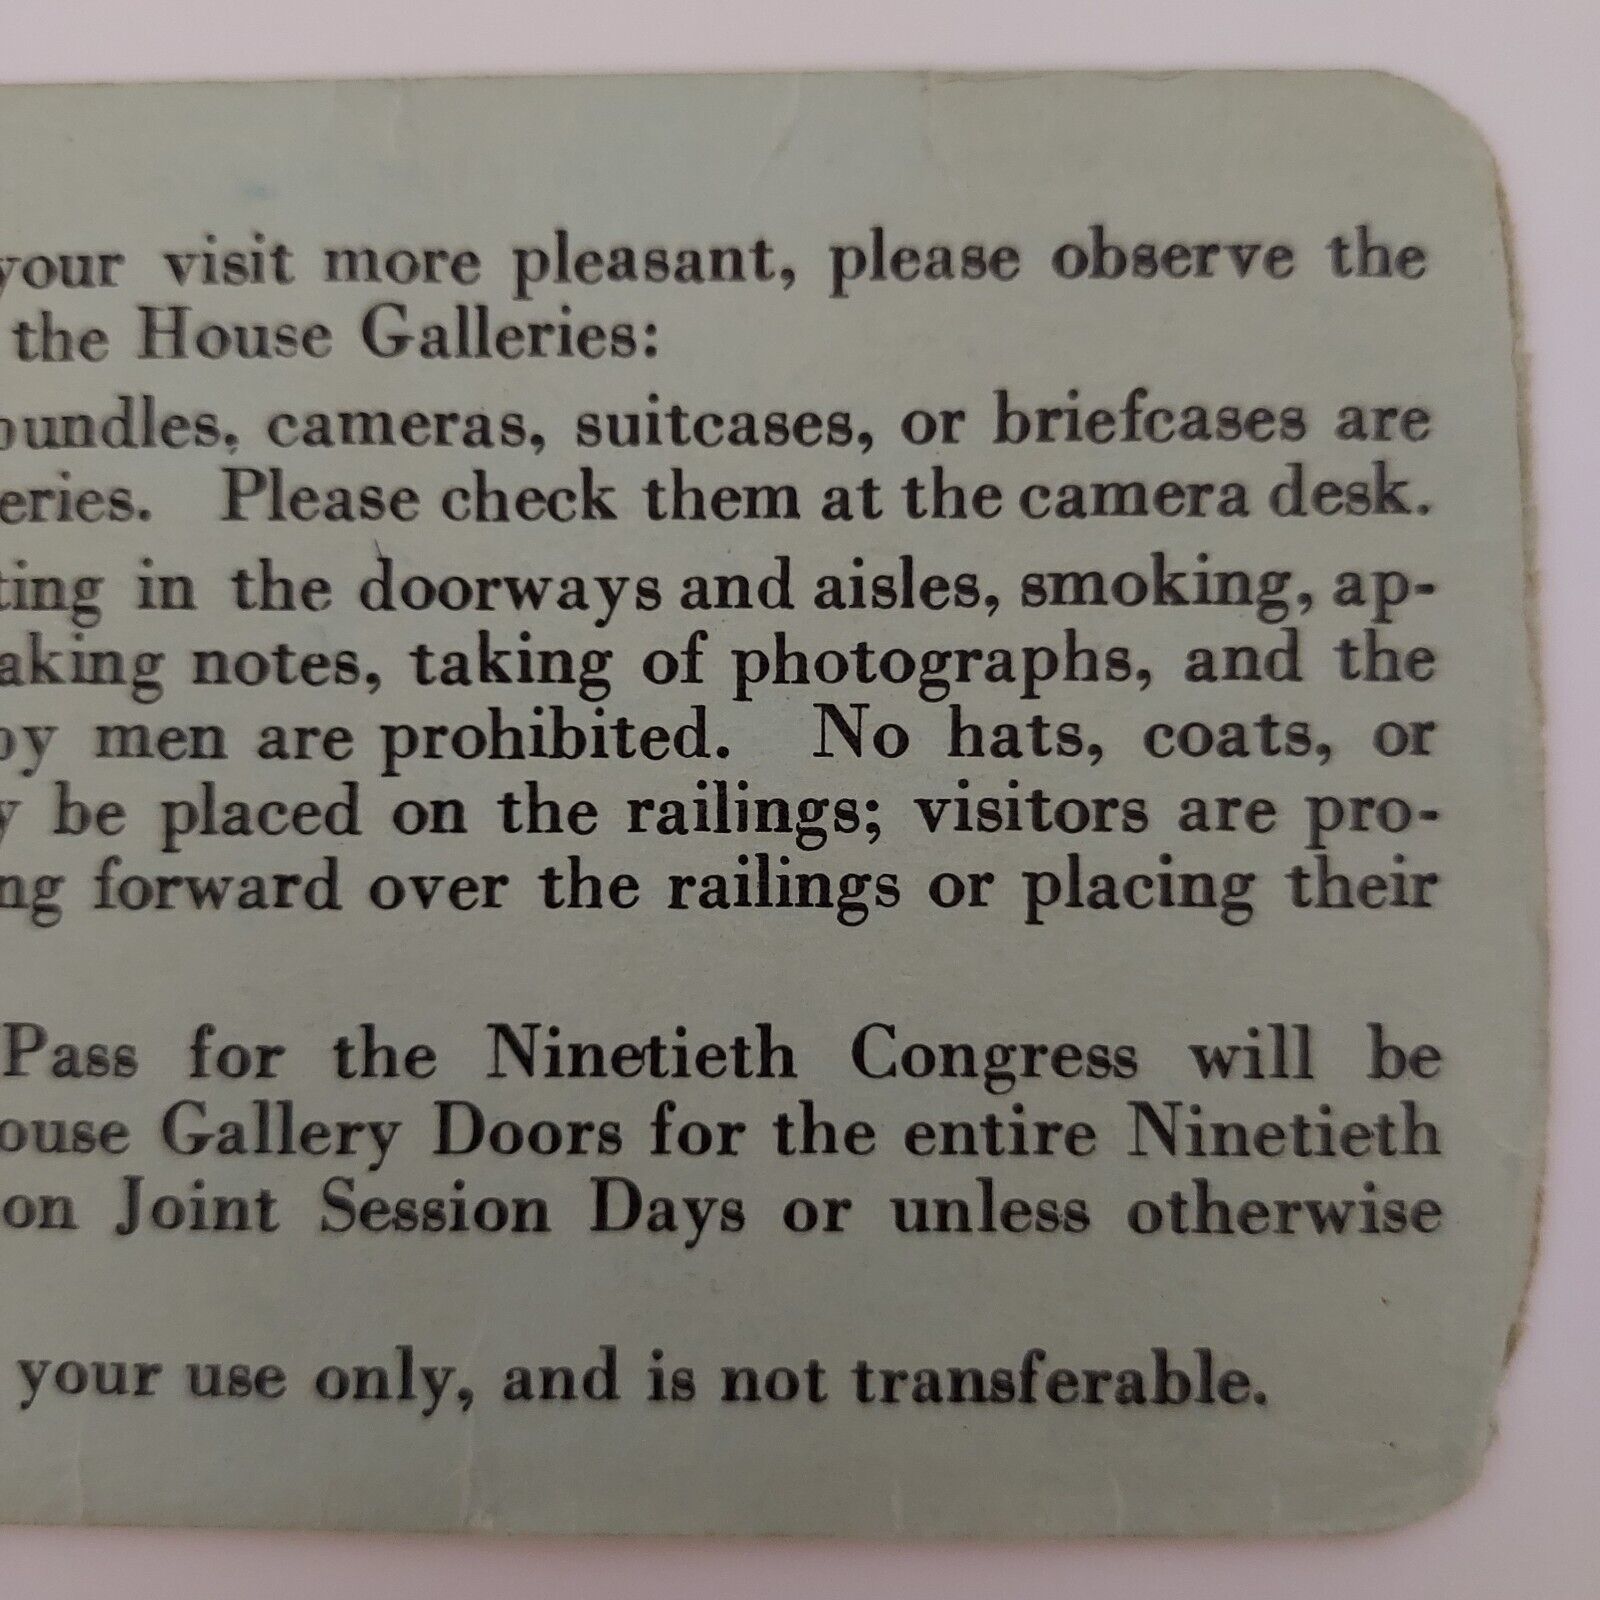 your visit more pleasant, please observe the
the House Galleries:
bundles, cameras, suitcases, or briefcases are
eries. Please check them at the camera desk.
ting in the doorways and aisles, smoking, ap-
aking notes, taking of photographs, and the
by men are prohibited. No hats, coats, or
y be placed on the railings; visitors are pro-
ng forward over the railings or placing their
Pass for the Ninetieth Congress will be
ouse Gallery Doors for the entire Ninetieth
on Joint Session Days or unless otherwise
your use only, and is not transferable.